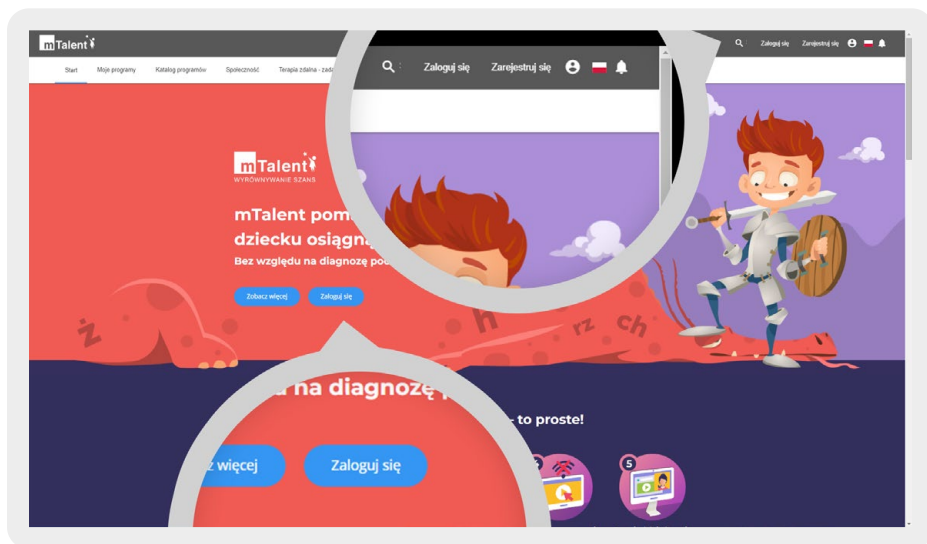 mTalent
Zaloguj się Zarejestruj się
Start Moje programy Katalog programów Społeczność Terapia zdalna - zada
Zaloguj się Zarejestruj się
mTalent
WYRÓWNYWANIE SZANS
mTalent pom
dziecku osiągną
Bez względu na diagnozę po
Zobacz więcej Zaloguj się
ż h rz ch
na diagnozę
- to proste!
więcej Zaloguj się
5